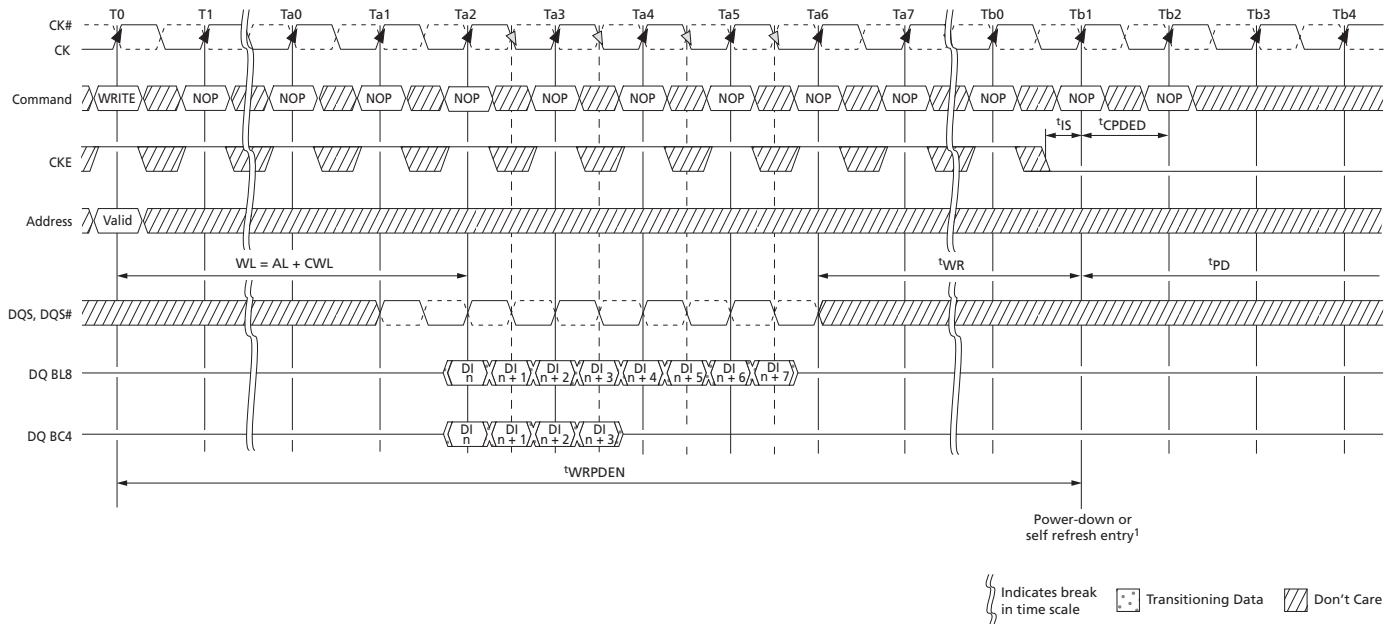 T0 T1 Ta0 Ta1 Ta2 Ta3 Ta4 Ta5 Ta6 Ta7 Tb0 Tb1 Tb2 Tb3 Tb4
CK#
CK
Command WRITE NOP NOP NOP NOP NOP NOP NOP NOP NOP NOP NOP NOP
tIS tCPDED
CKE
Address Valid
WL = AL + CWL tWR tPD
DQS, DQS#
DQ BL8 DI n DI n + 1 DI n + 2 DI n + 3 DI n + 4 DI n + 5 DI n + 6 DI n + 7
DQ BC4 DI n DI n + 1 DI n + 2 DI n + 3
tWRPDEN
Power-down or
self refresh entry1
Indicates break
in time scale
Transitioning Data
Don't Care